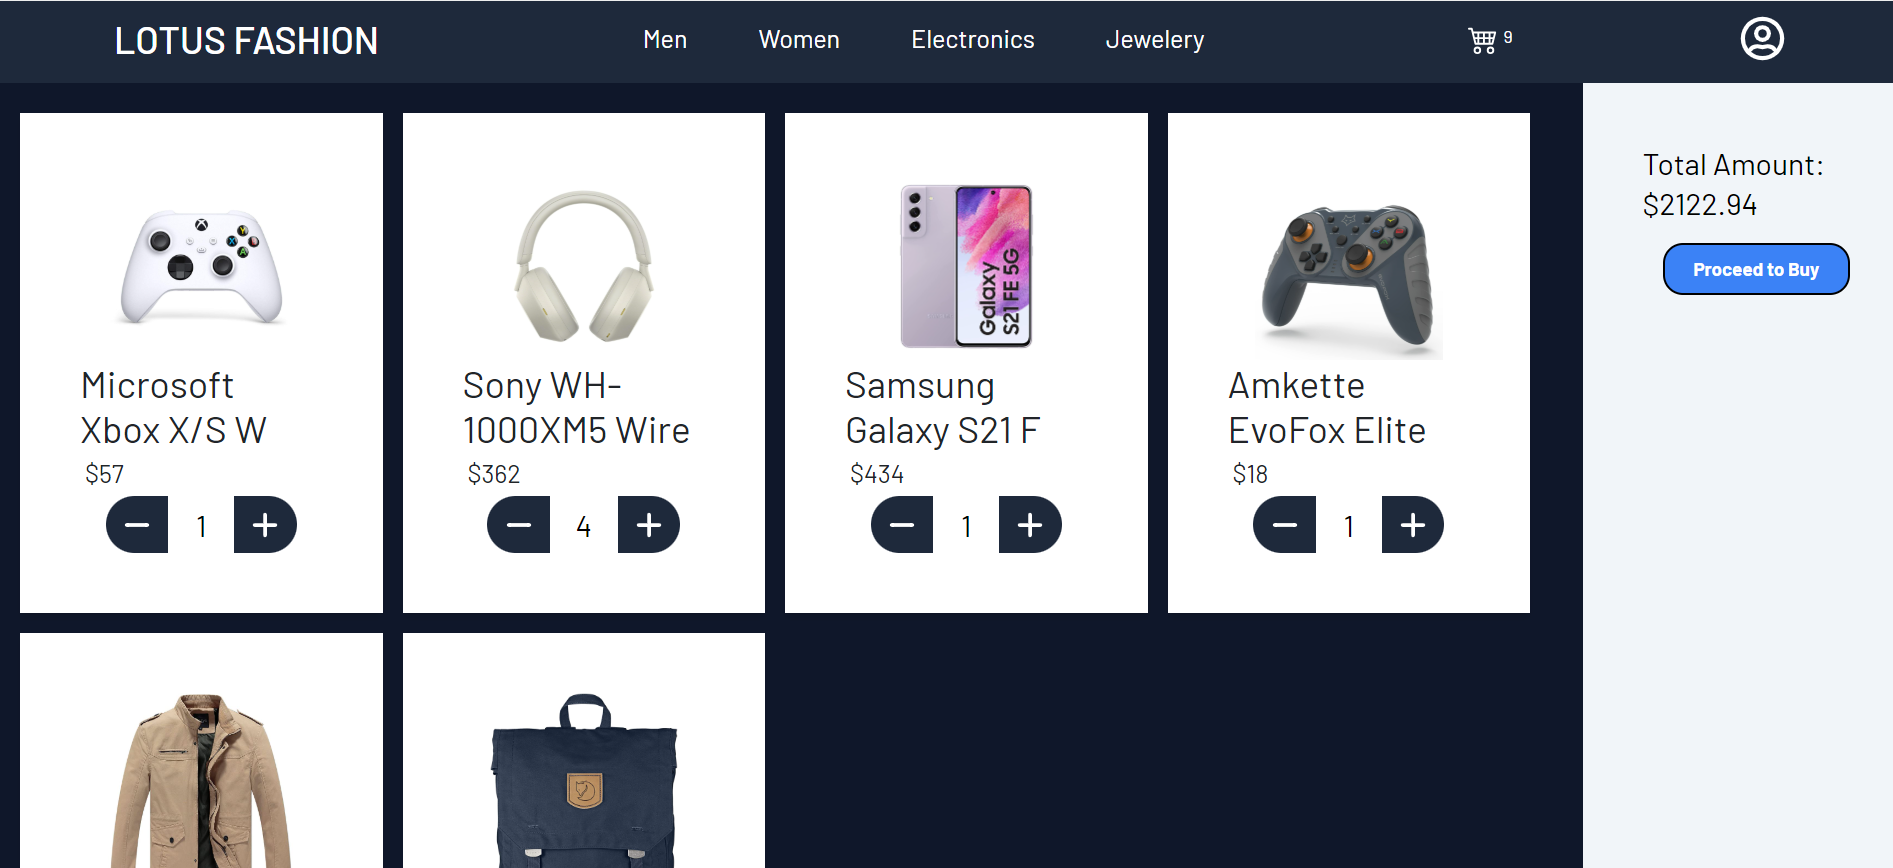 LOTUS FASHION
Men
Women
Electronics
Jewelery
9
Total Amount:
$2122.94
Proceed to Buy
Microsoft
Xbox X/S W
$57
1
Sony WH-
1000XM5 Wire
$362
4
Galaxy
S21 FE 5G
Samsung
Galaxy S21 F
$434
1
Amkette
EvoFox Elite
$18
1